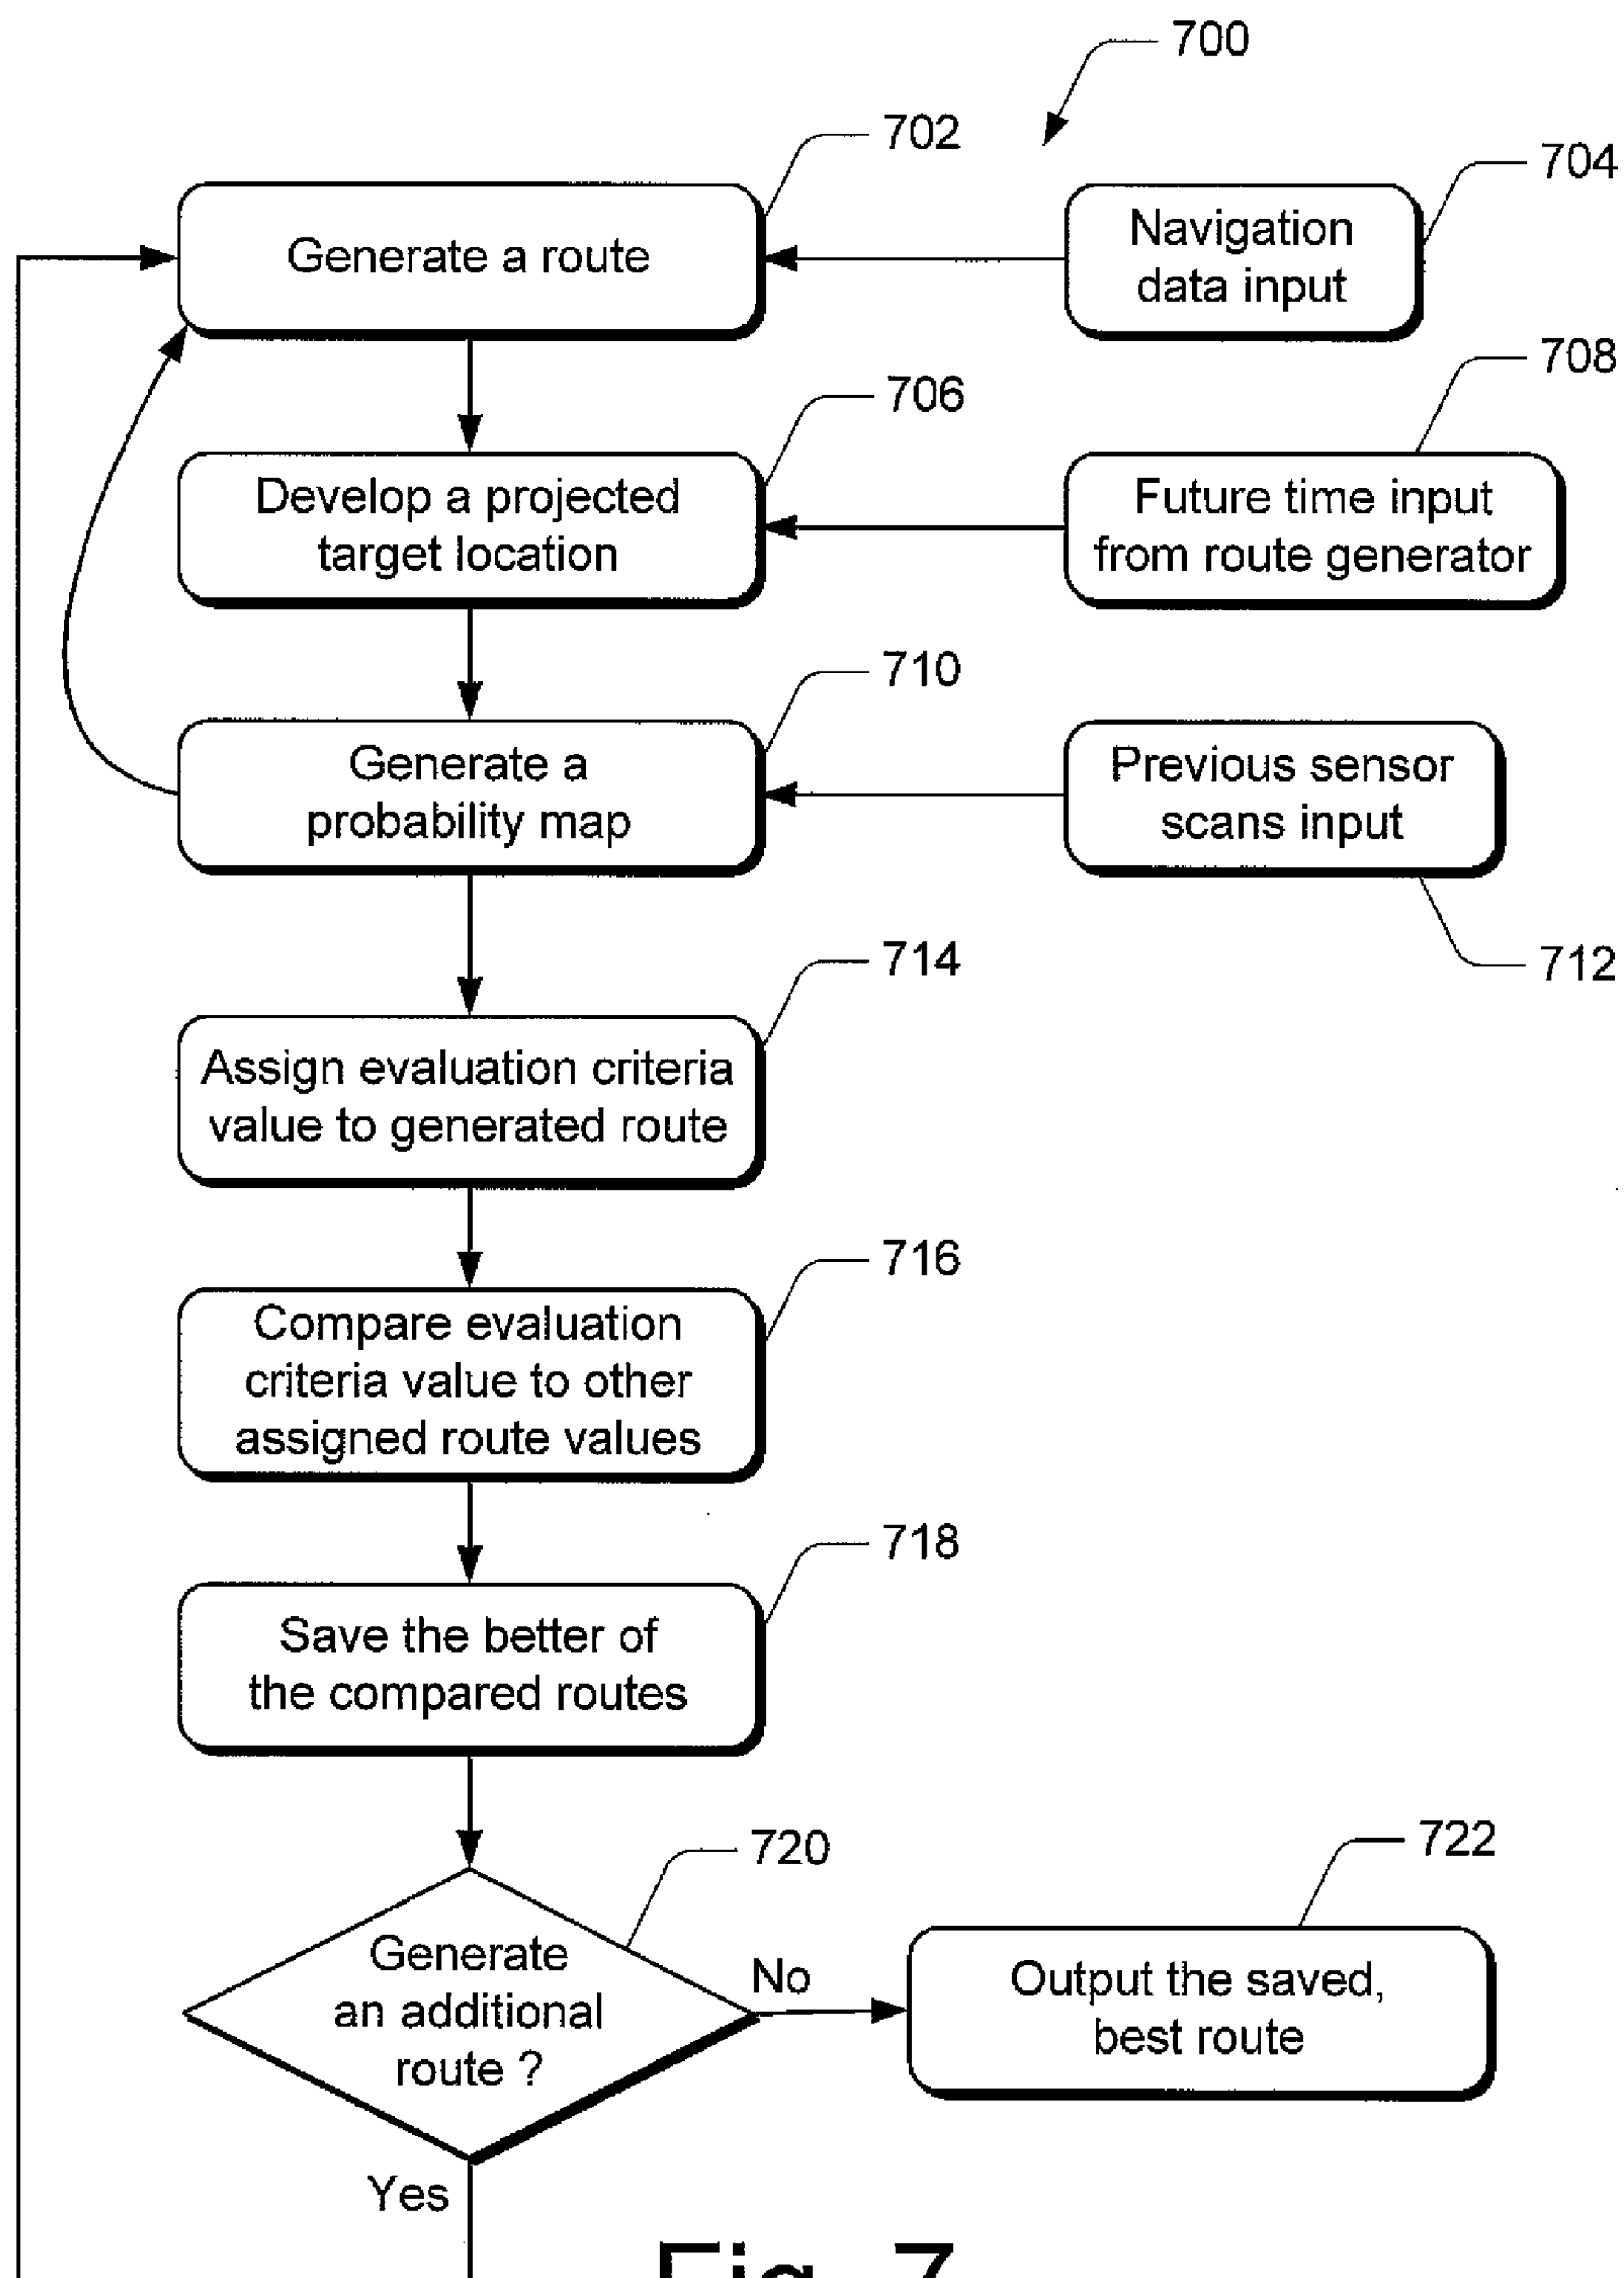 700
702
704
Generate a route
Navigation
data input
706
708
Develop a projected
target location
Future time input
from route generator
710
Generate a
probability map
Previous sensor
scans input
712
714
Assign evaluation criteria
value to generated route
716
Compare evaluation
criteria value to other
assigned route values
718
Save the better of
the compared routes
720
722
Generate
an additional
route ?
No
Output the saved,
best route
Yes
Fig. 7